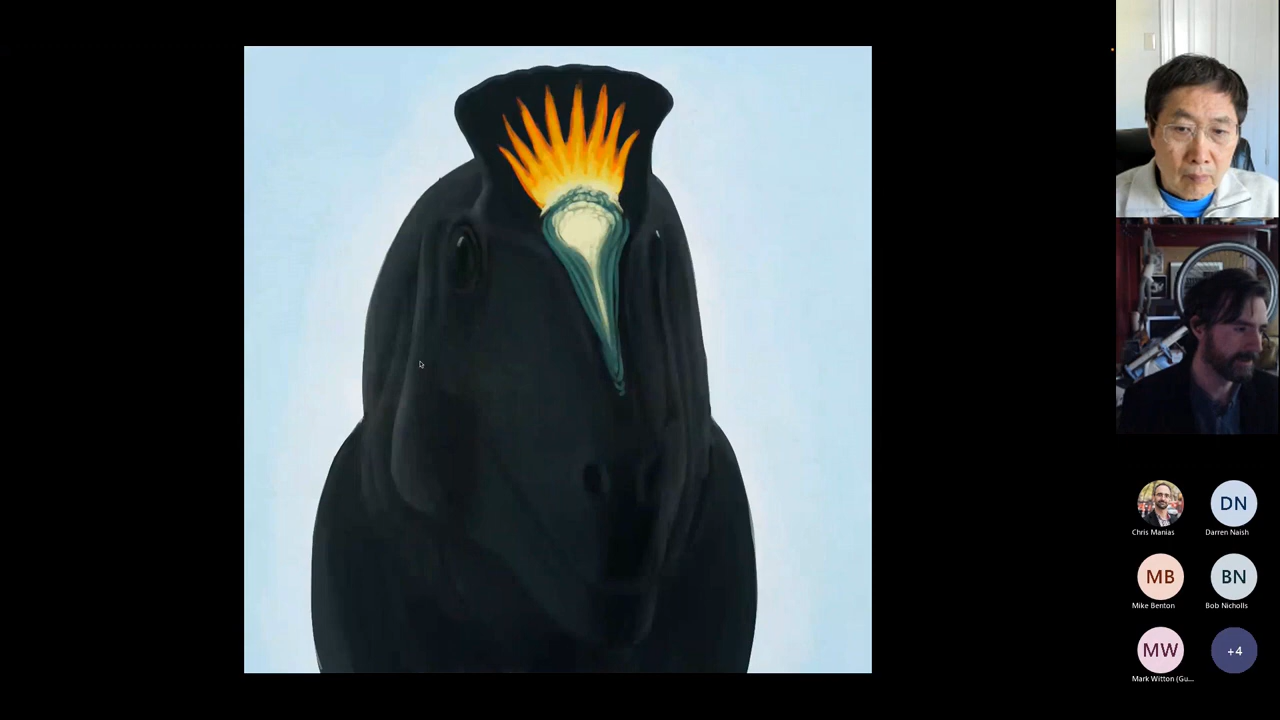 DN
Chris Manias
Darren Naish
MB
BN
Mike Benton
Bob Nicholls
MW
+4
Mark Witton (Gu...